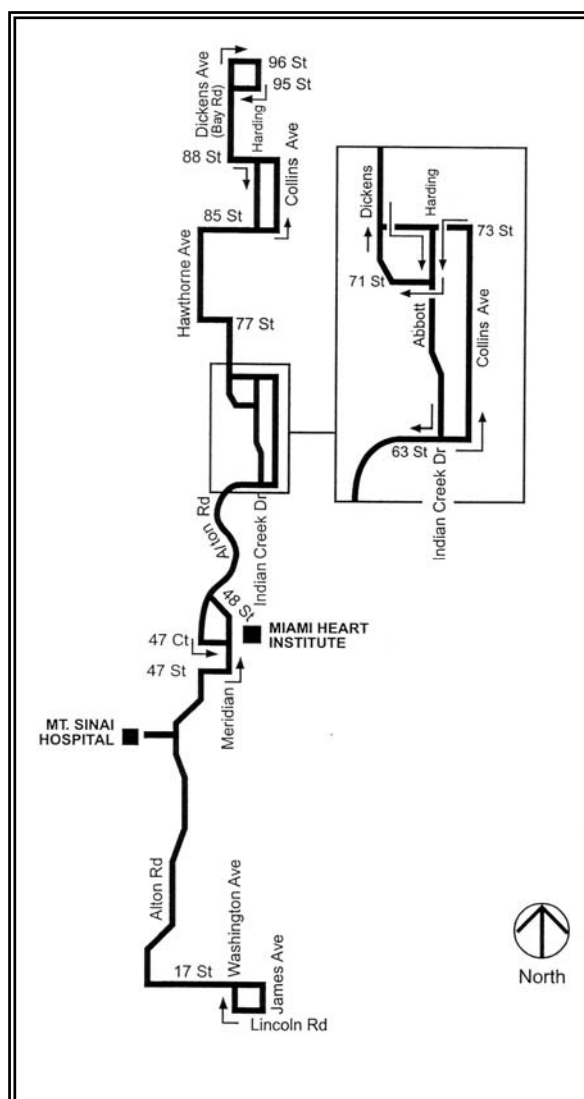 96 St
95 St
Dickens Ave
(Bay Rd)
Harding
88 St
Collins Ave
85 St
Hawthorne Ave
77 St
Dickens
Harding
73 St
71 St
Abbott
Collins Ave
63 St
Indian Creek Dr
Indian Creek Dr
Alton Rd
48 St
47 Ct
MIAMI HEART
INSTITUTE
47 St
Meridian
MT. SINAI
HOSPITAL
Alton Rd
Washington Ave
17 St
James Ave
Lincoln Rd
North